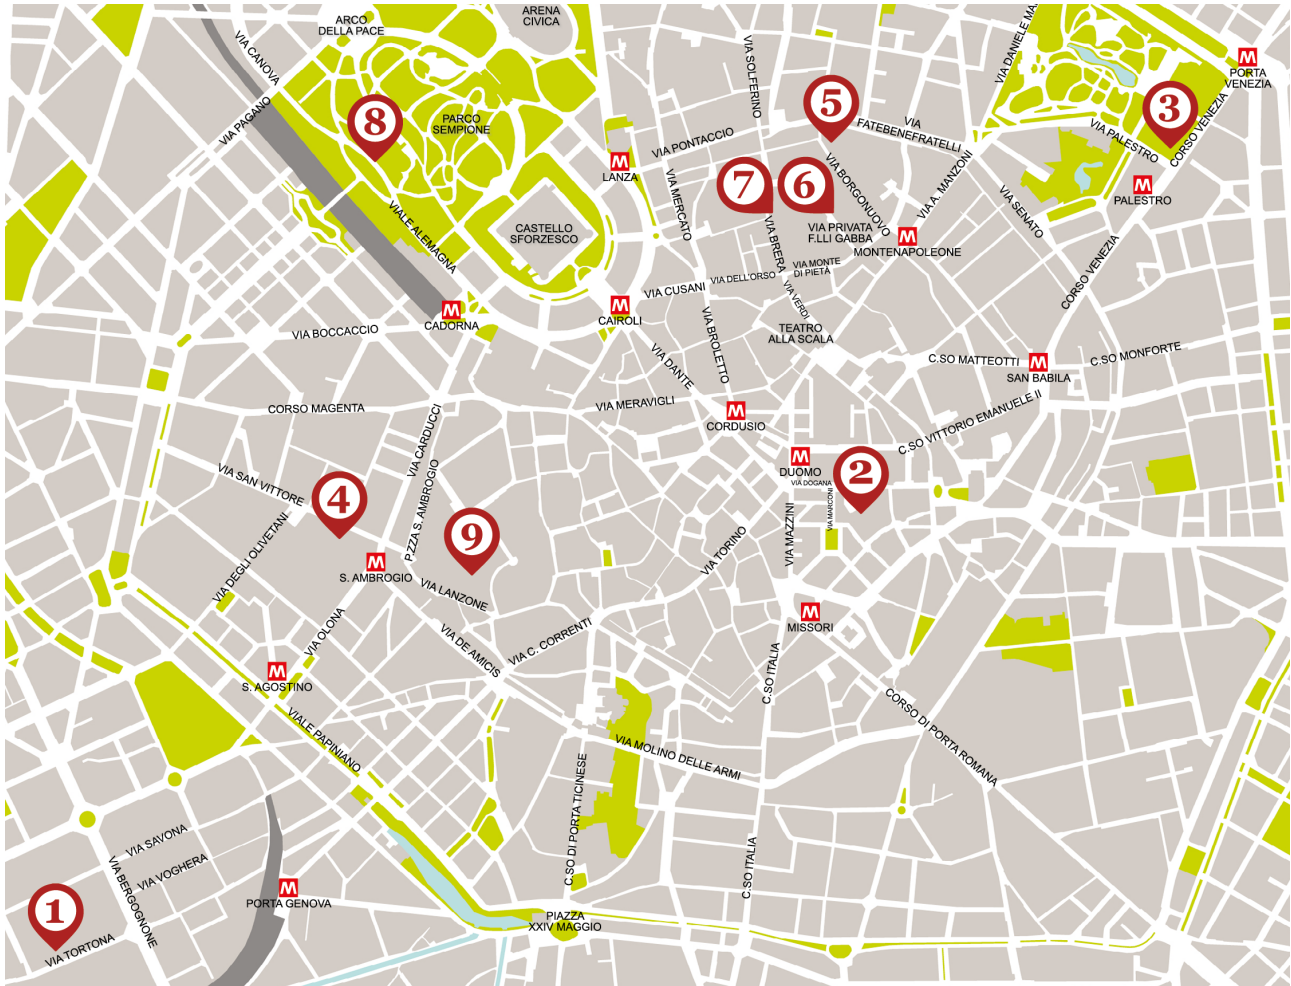 ARCO
DELLA PACE
ARENA
CIVICA
VIA CANOVA
VIA PAGANO
8
PARCO
SEMPIONE
VIALE ALEMAGNA
CASTELLO
SFORZESCO
M
LANZA
VIA PONTACCIO
VIA SOLFERINO
VIA MERCATO
5
VIA
FATEBENEFRATELLI
VIA DANIELE MA
M
PORTA
VENEZIA
3
VIA PALESTRO
CORSO VENEZIA
M
PALESTRO
7
6
VIA BORGONUOVO
VIA A. MANZONI
VIA SENATO
VIA PRIVATA
F.LLI GABBA
M
MONTENAPOLEONE
VIA BRERA
VIA MONTE
DI PIETÀ
VIA DELL'ORSO
VIA CUSANI
VIA VERDI
CORSO VENEZIA
M
CADORNA
M
CAIROLI
VIA BOCCACCIO
VIA BROLETTO
TEATRO
ALLA SCALA
VIA DANTE
C.SO MATTEOTTI
M
SAN BABILA
C.SO MONFORTE
CORSO MAGENTA
VIA MERAVIGLI
M
CORDUSIO
C.SO VITTORIO EMANUELE II
VIA CARDUCCI
P.ZZA S. AMBROGIO
VIA SAN VITTORE
4
9
M
DUOMO
VIA DOGANA
2
VIA MARCONI
VIA MAZZINI
VIA TORINO
VIA DEGLI OLIVETANI
M
S. AMBROGIO
VIA LANZONE
VIA OLONA
VIA DE AMICIS
VIA C. CORRENTI
M
MISSORI
M
S. AGOSTINO
C.SO ITALIA
VIALE PAPINIANO
VIA MOLINO DELLE ARMI
CORSO DI PORTA ROMANA
C.SO DI PORTA TICINESE
C.SO ITALIA
VIA SAVONA
VIA VOGHERA
VIA BERGOGNONE
M
PORTA GENOVA
1
VIA TORTONA
PIAZZA
XXIV MAGGIO